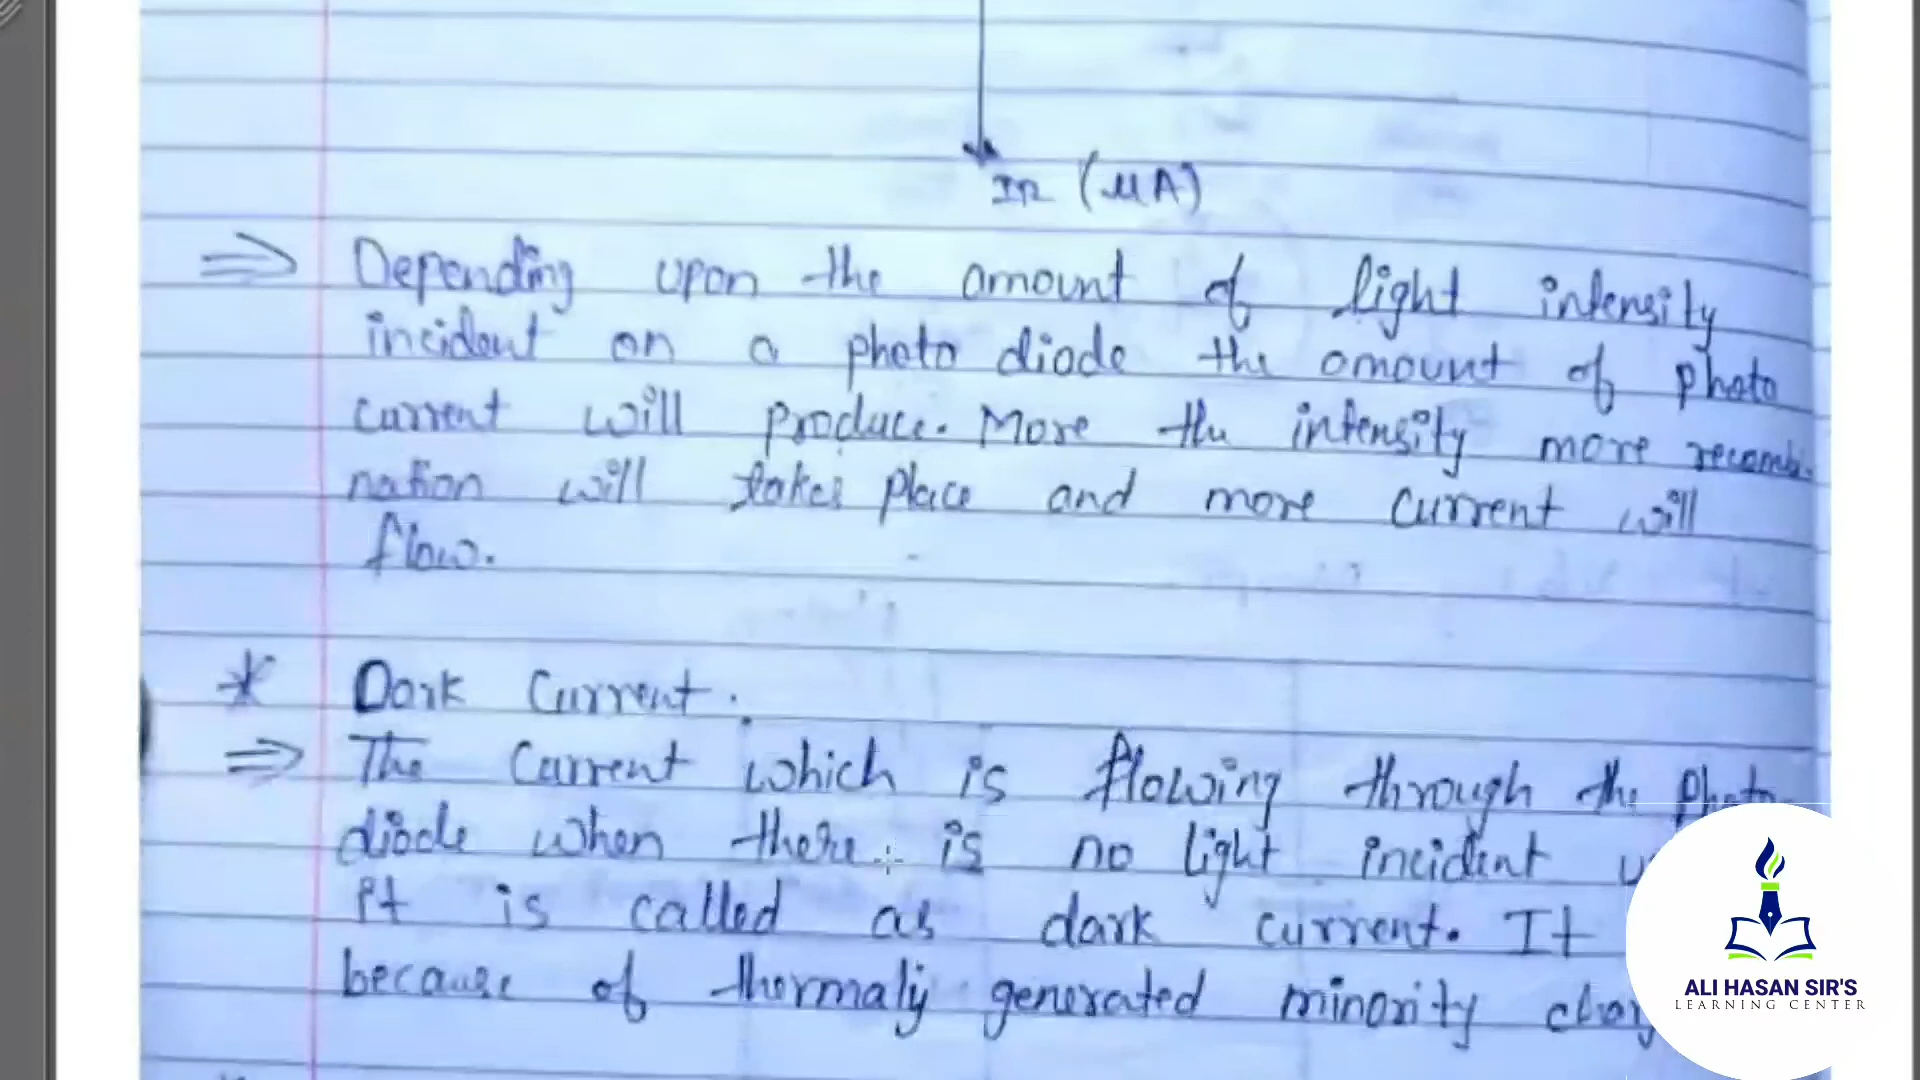 IR (μA)
⇒ Depending upon the amount of light intensity
incident on a photo diode the amount of photo
current will produce. More the intensity more recombi-
nation will takes place and more current will
flow.
* Dark Current.
⇒ The Current which is flowing through the photo
diode when there is no light incident
it is called as dark current. It
because of thermaly generated minority
ALI HASAN SIR'S
LEARNING CENTER